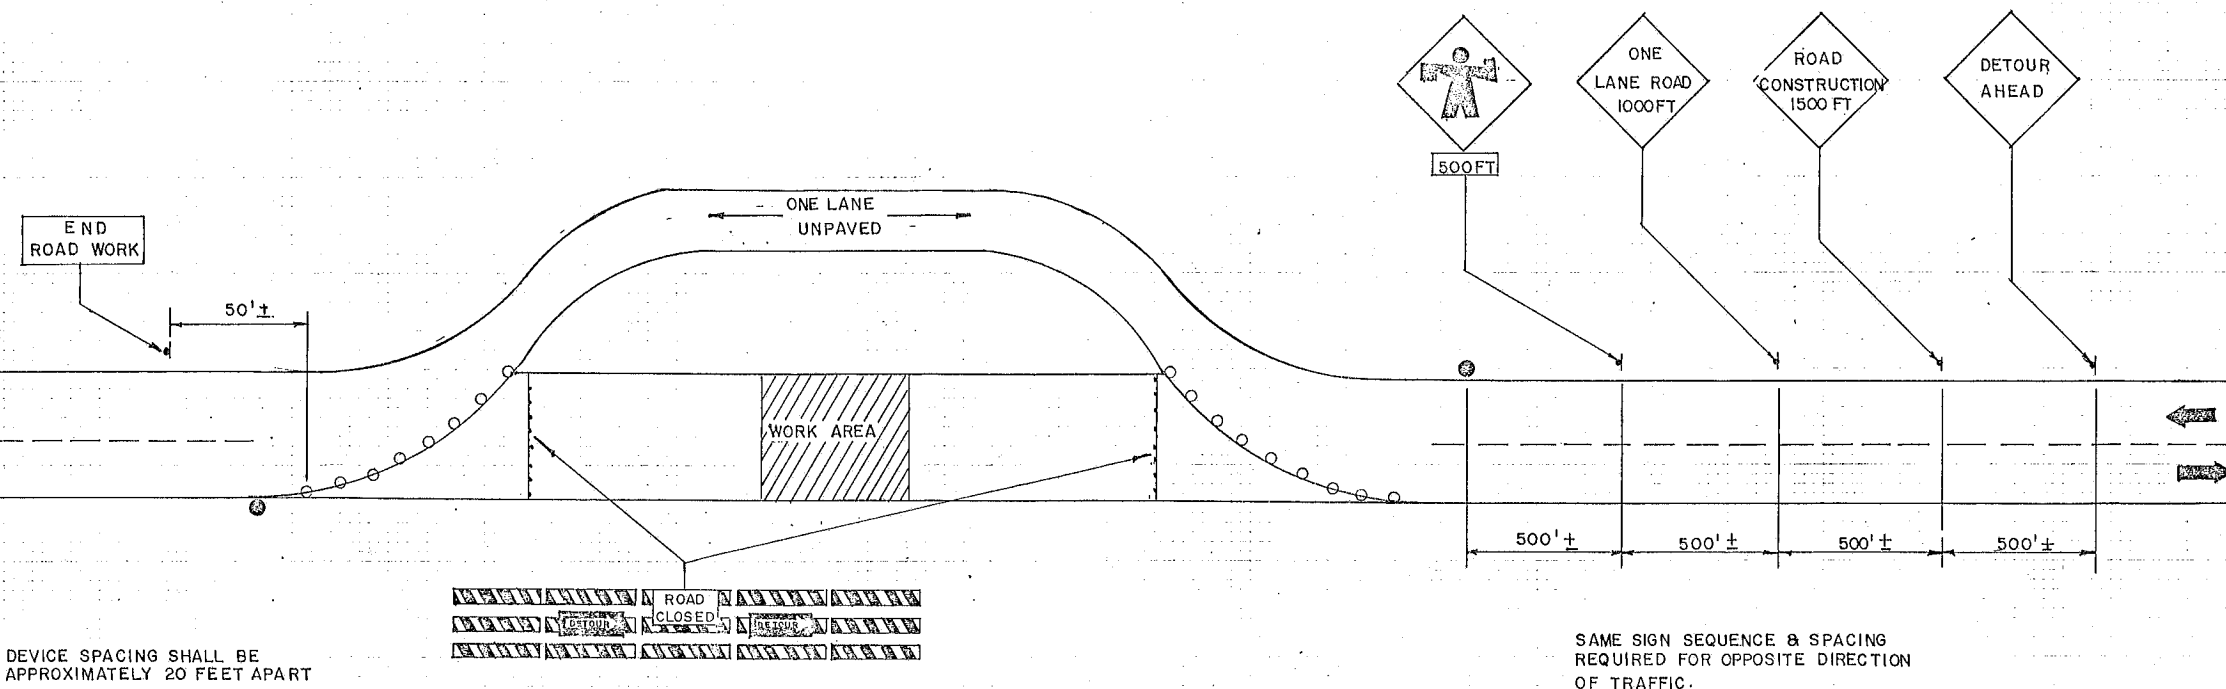 ONE
LANE ROAD
1000FT
ROAD
CONSTRUCTION
1500 FT
DETOUR
AHEAD
500FT
ONE LANE
UNPAVED
END
ROAD WORK
50'±
WORK AREA
500'±
500'±
500'±
500'±
ROAD
CLOSED
DETOUR
DETOUR
DEVICE SPACING SHALL BE
APPROXIMATELY 20 FEET APART
SAME SIGN SEQUENCE & SPACING
REQUIRED FOR OPPOSITE DIRECTION
OF TRAFFIC.